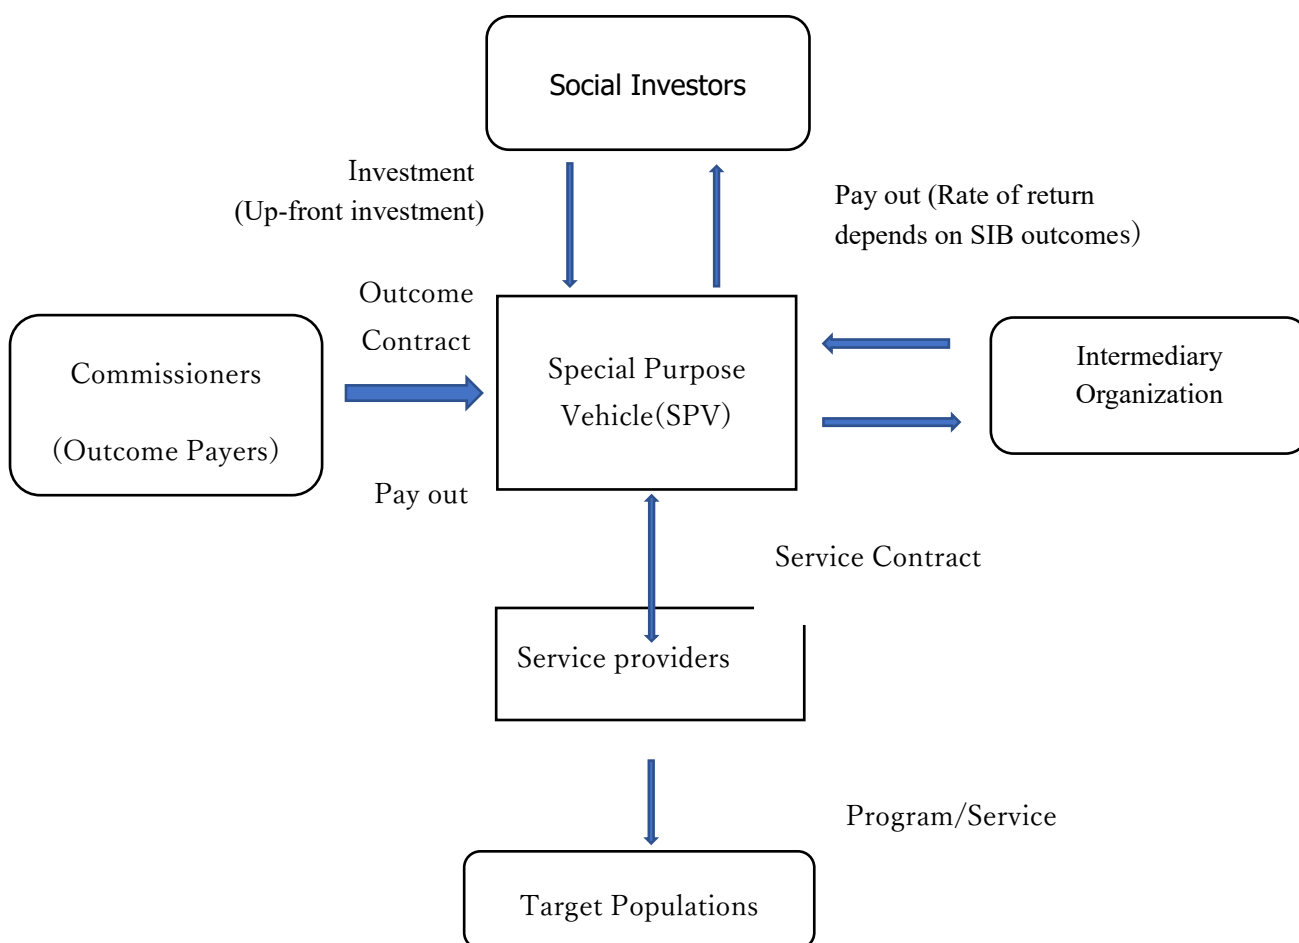 Social Investors
Investment
(Up-front investment)
Pay out (Rate of return
depends on SIB outcomes)
Outcome
Contract
Commissioners
(Outcome Payers)
Pay out
Special Purpose
Vehicle(SPV)
Intermediary
Organization
Service Contract
Service providers
Program/Service
Target Populations